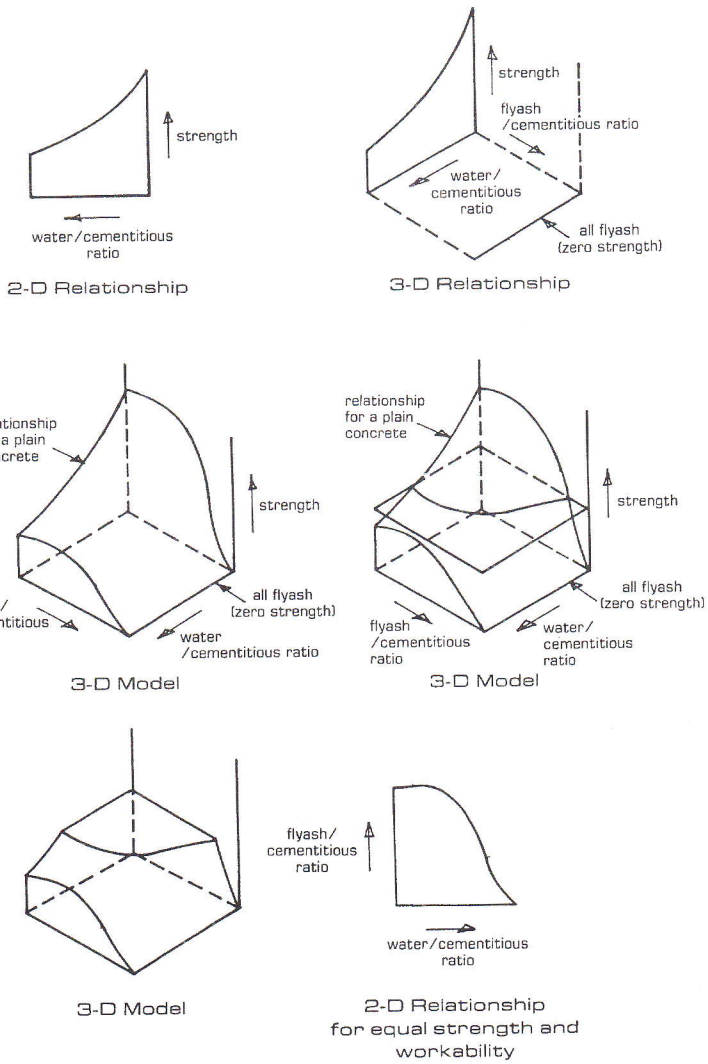 strength
water/cementitious
ratio
2-D Relationship
strength
flyash
/cementitious ratio
water/
cementitious
ratio
all flyash
(zero strength)
3-D Relationship
a plain
strength
all flyash
(zero strength)
water
/cementitious ratio
3-D Model
relationship
for a plain
concrete
strength
all flyash
(zero strength)
flyash
/cementitious
ratio
water/
cementitious
ratio
3-D Model
3-D Model
flyash/
cementitious
ratio
water/cementitious
ratio
2-D Relationship
for equal strength and
workability